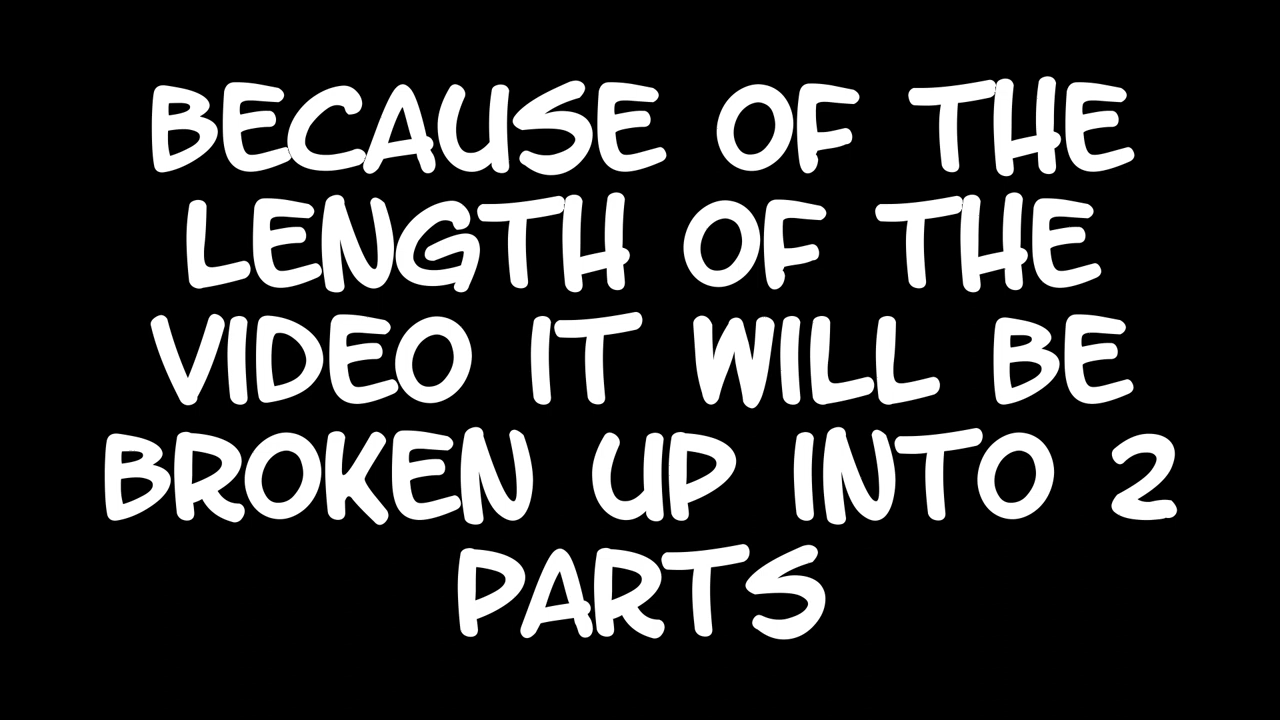 BECAUSE OF THE
LENGTH OF THE
VIDEO IT WILL BE
BROKEN UP INTO 2
PARTS